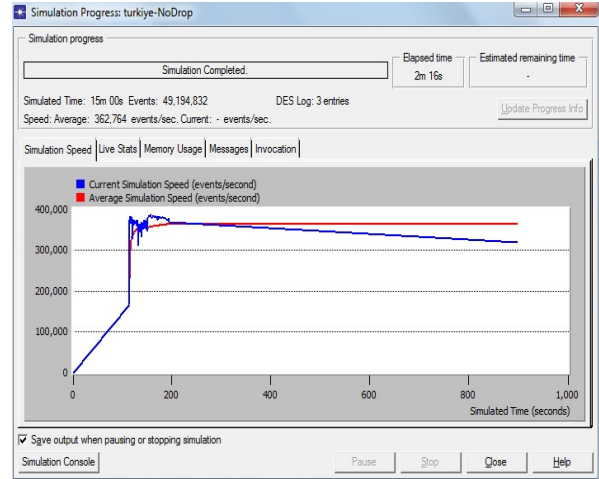 Simulation Progress: turkiye-NoDrop
Simulation progress
Simulation Completed.
Elapsed time
2m 16s
Estimated remaining time
-
Simulated Time: 15m 00s Events: 49,194,832 DES Log: 3 entries
Speed: Average: 362,764 events/sec. Current: - events/sec.
Update Progress Info
Simulation Speed Live Stats Memory Usage Messages Invocation
Current Simulation Speed (events/second)
Average Simulation Speed (events/second)
400,000
300,000
200,000
100,000
0
0 200 400 600 800 1,000
Simulated Time (seconds)
Save output when pausing or stopping simulation
Simulation Console Pause Stop Close Help